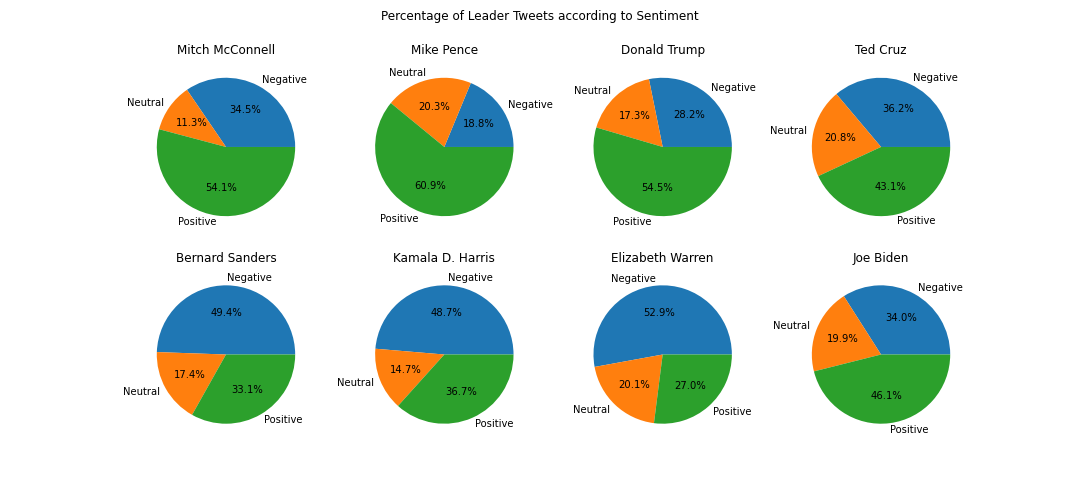 Percentage of Leader Tweets according to Sentiment
Mitch McConnell
Negative
34.5%
Neutral
11.3%
54.1%
Positive
Mike Pence
Neutral
20.3%
Negative
18.8%
60.9%
Positive
Donald Trump
Negative
28.2%
Neutral
17.3%
54.5%
Positive
Ted Cruz
Negative
36.2%
Neutral
20.8%
43.1%
Positive
Bernard Sanders
Negative
49.4%
17.4%
Neutral
33.1%
Positive
Kamala D. Harris
Negative
48.7%
14.7%
Neutral
36.7%
Positive
Elizabeth Warren
Negative
52.9%
20.1%
Neutral
27.0%
Positive
Joe Biden
Negative
34.0%
Neutral
19.9%
46.1%
Positive